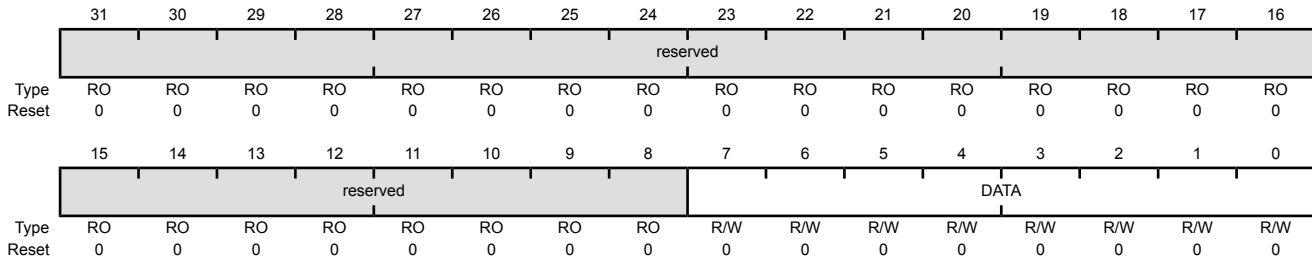 31 30 29 28 27 26 25 24 23 22 21 20 19 18 17 16
reserved
Type RO RO RO RO RO RO RO RO RO RO RO RO RO RO RO RO
Reset 0 0 0 0 0 0 0 0 0 0 0 0 0 0 0 0
15 14 13 12 11 10 9 8 7 6 5 4 3 2 1 0
reserved DATA
Type RO RO RO RO RO RO RO RO R/W R/W R/W R/W R/W R/W R/W R/W
Reset 0 0 0 0 0 0 0 0 0 0 0 0 0 0 0 0